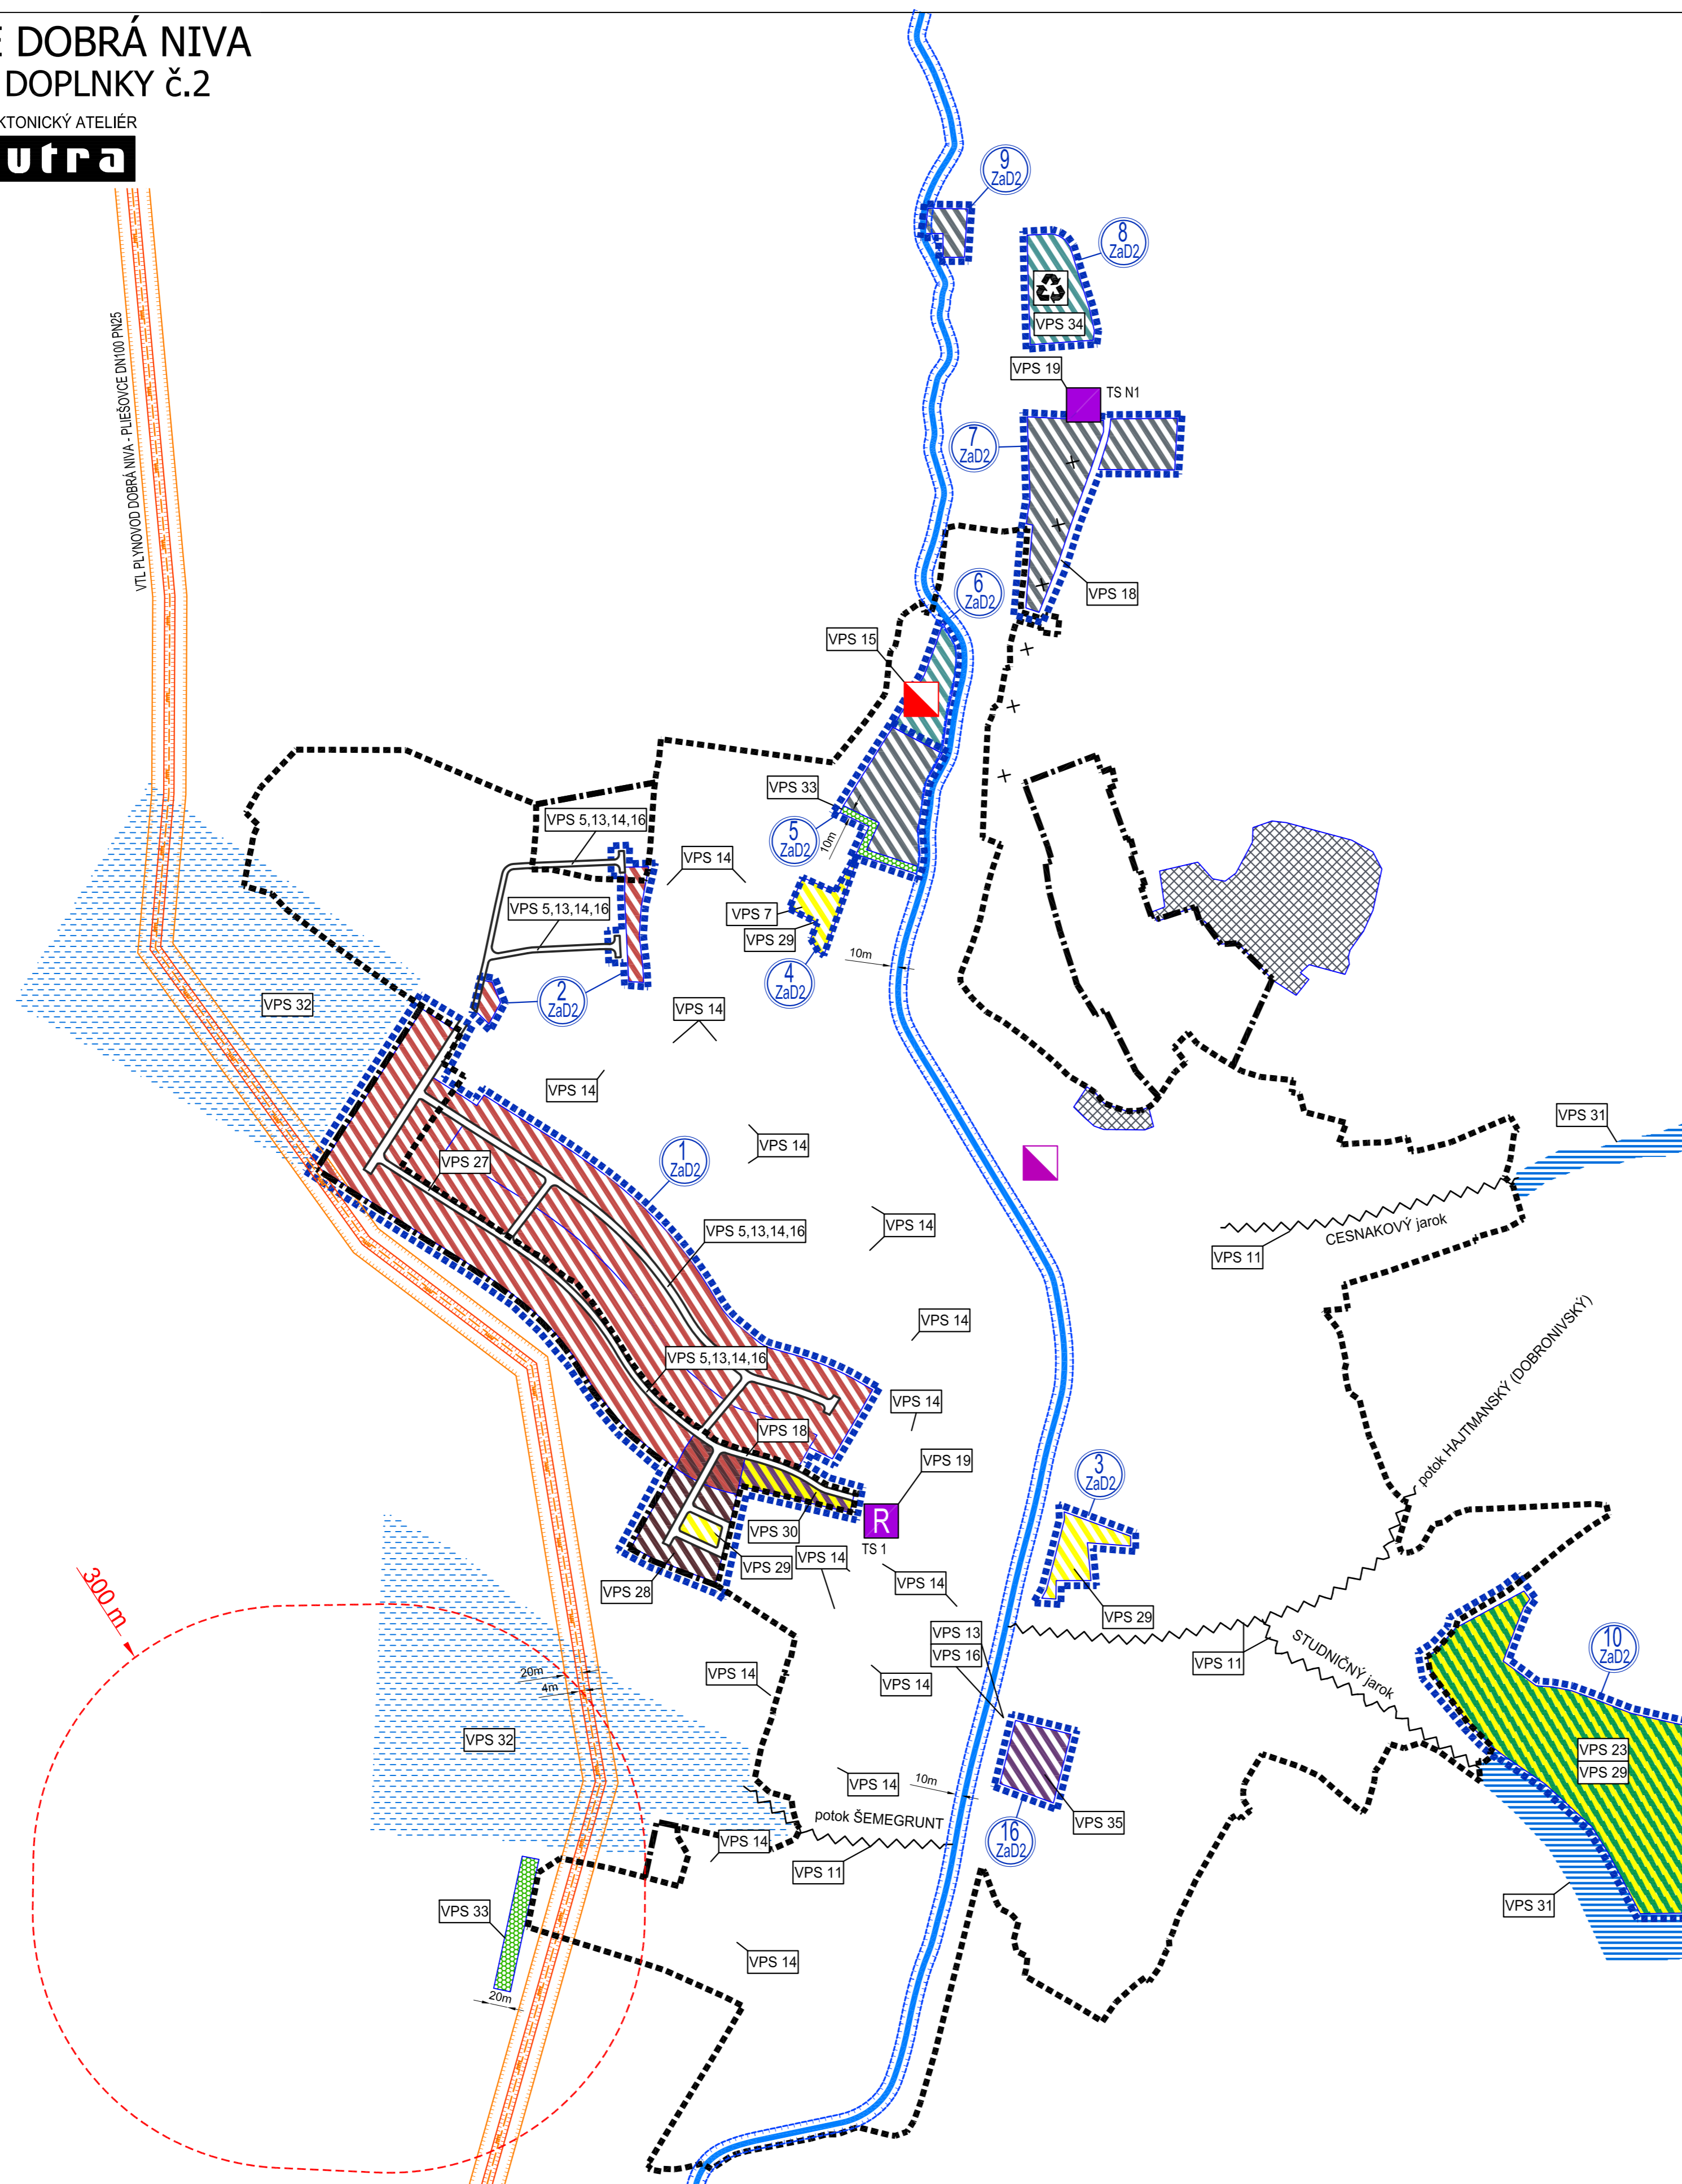 E DOBRÁ NIVA
DOPLNKY č.2
KTONICKÝ ATELIÉR
utra
9
ZaD2
8
ZaD2
VPS 34
VPS 19
TS N1
VTL PLYNOVOD DOBRÁ NIVA - PLIEŠOVCE DN100 PN25
7
ZaD2
6
ZaD2
VPS 18
VPS 15
VPS 33
5
ZaD2
10m
VPS 5,13,14,16
VPS 14
VPS 5,13,14,16
VPS 7
VPS 29
4
ZaD2
10m
2
ZaD2
VPS 32
VPS 14
VPS 14
VPS 31
VPS 14
1
ZaD2
VPS 27
VPS 5,13,14,16
VPS 14
CESNAKOVÝ jarok
VPS 11
VPS 14
potok HAJTMANSKÝ (DOBRONIVSKÝ)
VPS 5,13,14,16
VPS 14
VPS 18
VPS 19
3
ZaD2
R
TS 1
VPS 30
VPS 29
VPS 14
VPS 28
VPS 14
300 m
VPS 29
VPS 13
VPS 16
STUDNIČNÝ jarok
10
ZaD2
VPS 11
20m
4m
VPS 14
VPS 14
VPS 32
VPS 23
VPS 29
VPS 14
10m
potok ŠEMEGRUNT
VPS 35
16
ZaD2
VPS 14
VPS 11
VPS 31
VPS 33
VPS 14
20m